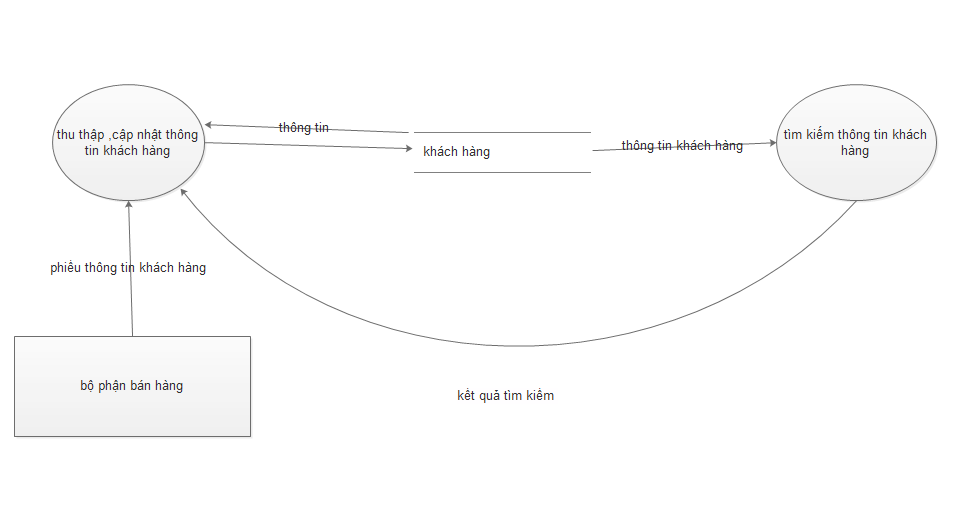 thông tin
thu thập ,cập nhật thông
tin khách hàng
khách hàng
thông tin khách hàng
tìm kiếm thông tin khách
hàng
phiếu thông tin khách hàng
bộ phận bán hàng
kết quả tìm kiếm